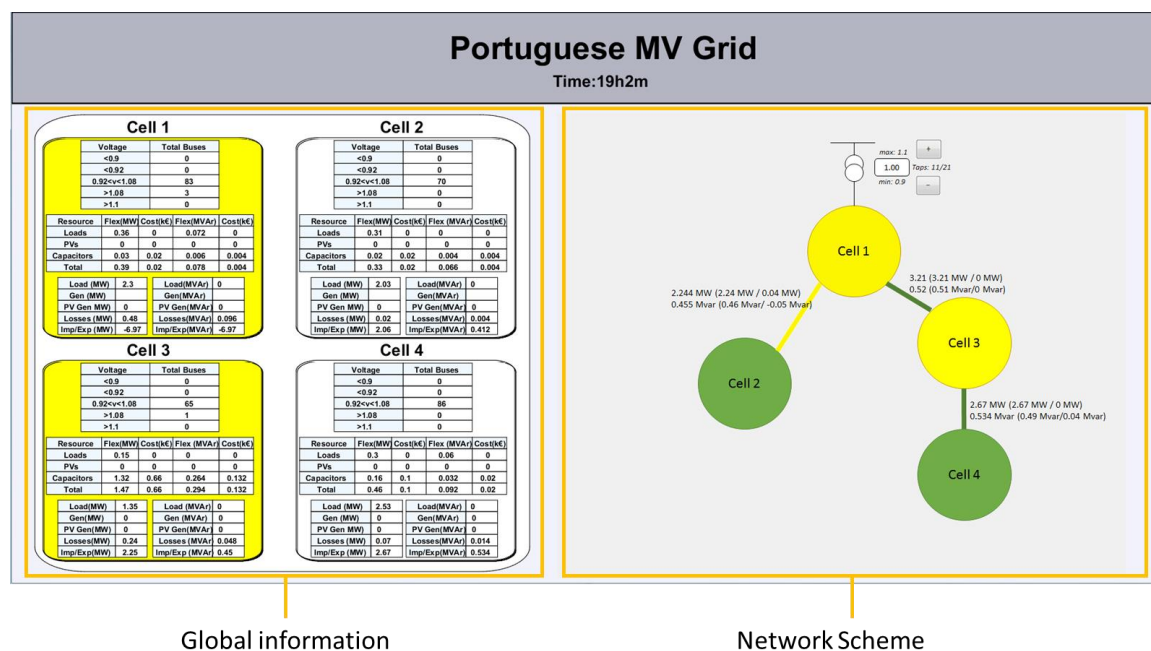 Portuguese MV Grid
Time:19h2m
Cell 1
Voltage Total Buses
<0.9 0
<0.92 0
0.92<v<1.08 83
>1.08 3
>1.1 0
Resource Flex(MW) Cost(k€) Flex(MVAr) Cost(k€)
Loads 0.36 0 0.072 0
PVs 0 0 0 0
Capacitors 0.03 0.02 0.006 0.004
Total 0.39 0.02 0.078 0.004
Load (MW) 2.3 Load(MVAR) 0
Gen (MW) Gen(MVAr)
PV Gen MW) 0 PV Gen(MVAr) 0
Losses (MW) 0.48 Losses(MVAr) 0.096
Imp/Exp (MW) -6.97 Imp/Exp(MVAr) -6.97
Cell 2
Voltage Total Buses
<0.9 0
<0.92 0
0.92<v<1.08 70
>1.08 0
>1.1 0
Resource Flex(MW) Cost(k€) Flex (MVAr) Cost(k€)
Loads 0.31 0 0 0
PVs 0 0 0 0
Capacitors 0.02 0.02 0.004 0.004
Total 0.33 0.02 0.066 0.004
Load (MW) 2.03 Load(MVAR) 0
Gen (MW) Gen(MVAr)
PV Gen MW) 0 PV Gen(MVAr) 0
Losses (MW) 0.02 Losses(MVAr) 0.004
Imp/Exp (MW) 2.06 Imp/Exp(MVAr) 0.412
Cell 3
Voltage Total Buses
<0.9 0
<0.92 0
0.92<v<1.08 65
>1.08 1
>1.1 0
Resource Flex(MW) Cost(k€) Flex (MVAr) Cost(k€)
Loads 0.15 0 0 0
PVs 0 0 0 0
Capacitors 1.32 0.66 0.264 0.132
Total 1.47 0.66 0.294 0.132
Load(MW) 1.35 Load (MVAr) 0
Gen(MW) 0 Gen (MVAr) 0
PV Gen(MW) 0 PV Gen(MVAr) 0
Losses(MW) 0.24 Losses (MVAr) 0.048
Imp/Exp(MW) 2.25 Imp/Exp (MVAr) 0.45
Cell 4
Voltage Total Buses
<0.9 0
<0.92 0
0.92<v<1.08 86
>1.08 0
>1.1 0
Resource Flex(MW) Cost(k€) Flex (MVAr) Cost(k€)
Loads 0.3 0 0.06 0
PVs 0 0 0 0
Capacitors 0.16 0.1 0.032 0.02
Total 0.46 0.1 0.092 0.02
Load (MW) 2.53 Load(MVAR) 0
Gen (MW) 0 Gen(MVAr) 0
PV Gen MW) 0 PV Gen(MVAr) 0
Losses (MW) 0.07 Losses(MVAr) 0.014
Imp/Exp (MW) 2.67 Imp/Exp(MVAr) 0.534
max: 1.1 +
1.00 Taps: 11/21
min: 0.9 -
Cell 1
3.21 (3.21 MW / 0 MW)
0.52 (0.51 Mvar/0 Mvar)
2.244 MW (2.24 MW / 0.04 MW)
0.455 Mvar (0.46 Mvar/ -0.05 Mvar)
Cell 3
Cell 2
2.67 MW (2.67 MW / 0 MW)
0.534 Mvar (0.49 Mvar/0.04 Mvar)
Cell 4
Global information
Network Scheme